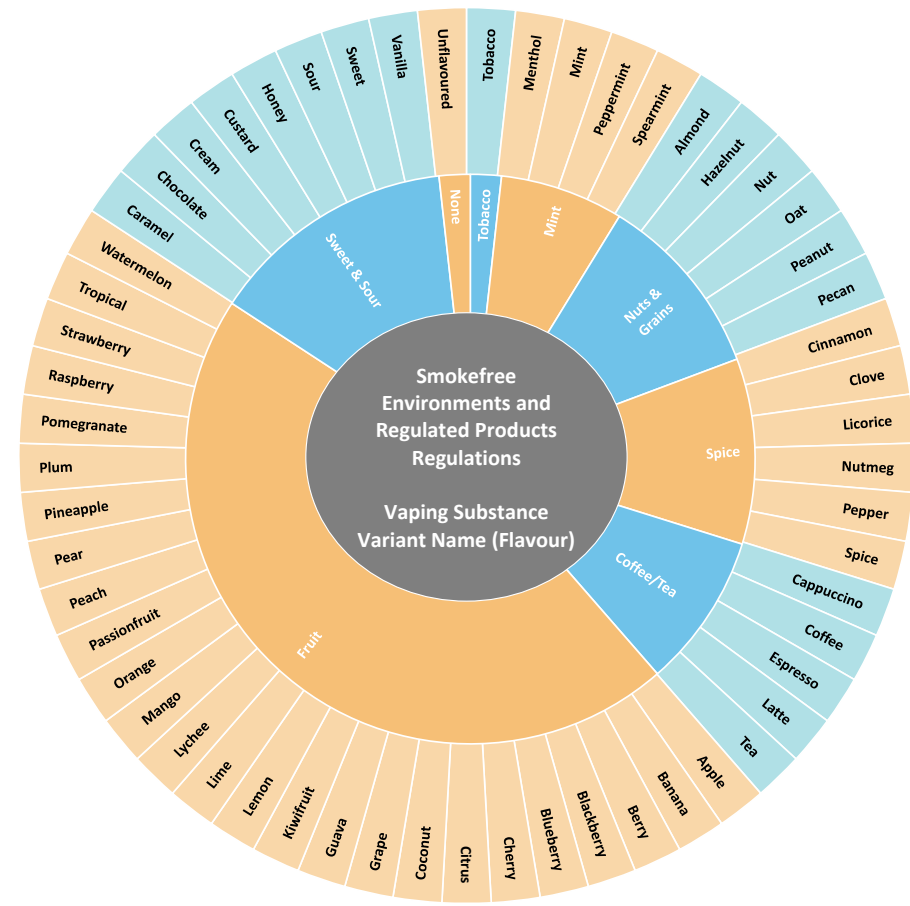 Smokefree
Environments and
Regulated Products
Regulations
Vaping Substance
Variant Name (Flavour)
None
Unflavoured
Tobacco
Tobacco
Mint
Menthol
Mint
Peppermint
Spearmint
Nuts &
Grains
Almond
Hazelnut
Nut
Oat
Peanut
Pecan
Spice
Cinnamon
Clove
Licorice
Nutmeg
Pepper
Spice
Coffee/Tea
Cappuccino
Coffee
Espresso
Latte
Tea
Fruit
Apple
Banana
Berry
Blackberry
Blueberry
Cherry
Citrus
Coconut
Grape
Guava
Kiwifruit
Lemon
Lime
Lychee
Mango
Orange
Passionfruit
Peach
Pear
Pineapple
Plum
Pomegranate
Raspberry
Strawberry
Tropical
Watermelon
Sweet & Sour
Caramel
Chocolate
Cream
Custard
Honey
Sour
Sweet
Vanilla